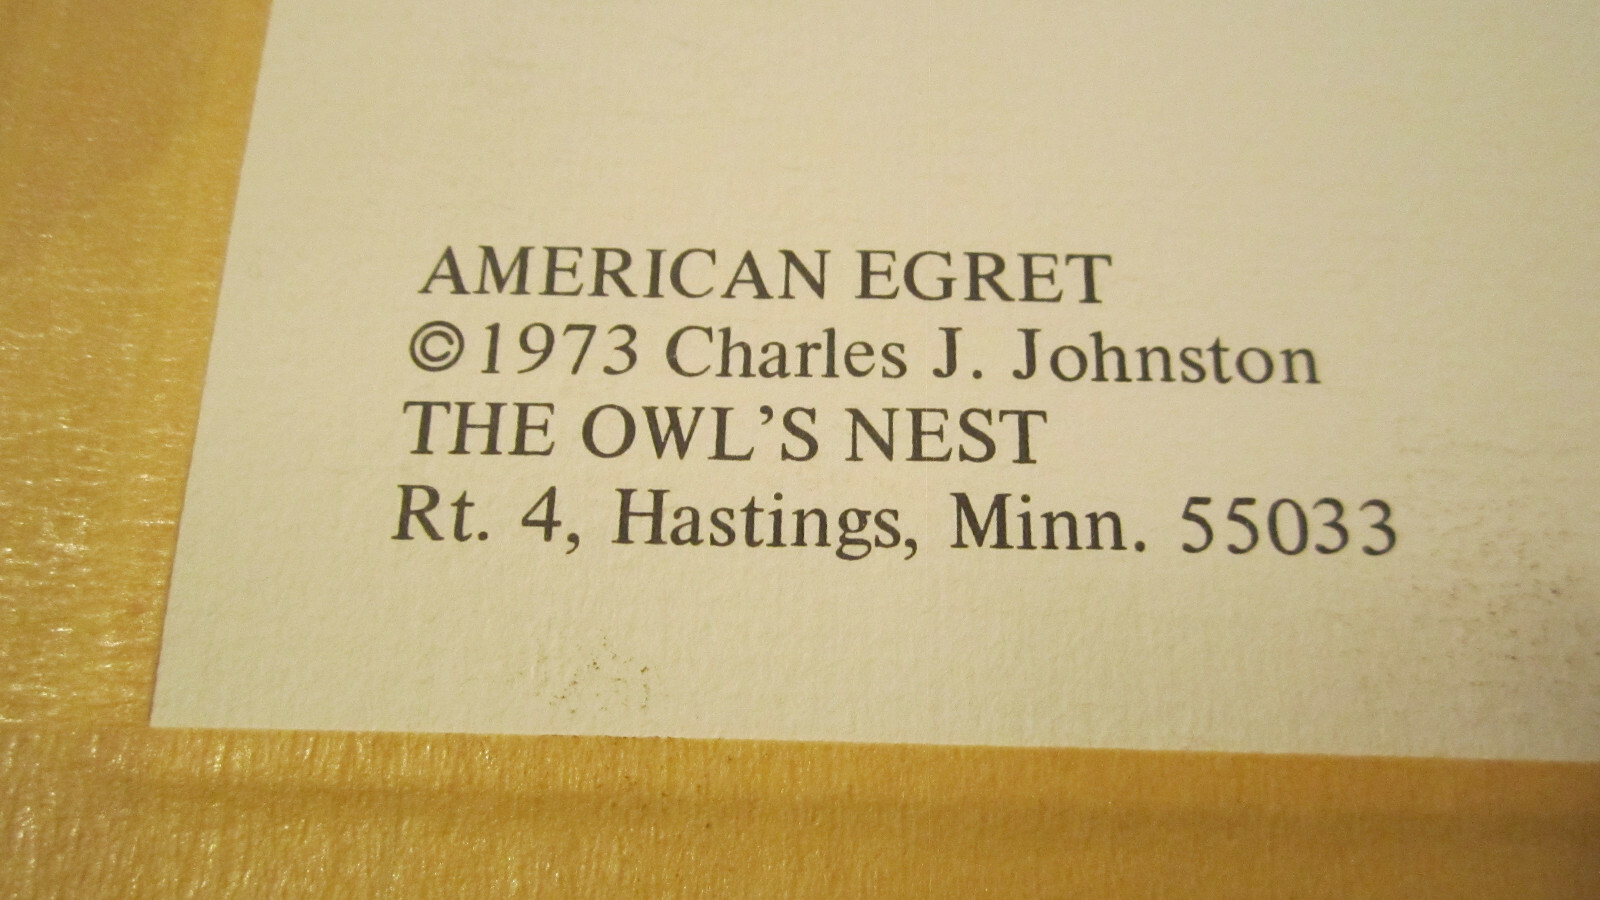 AMERICAN EGRET
©1973 Charles J. Johnston
THE OWL’S NEST
Rt. 4, Hastings, Minn. 55033